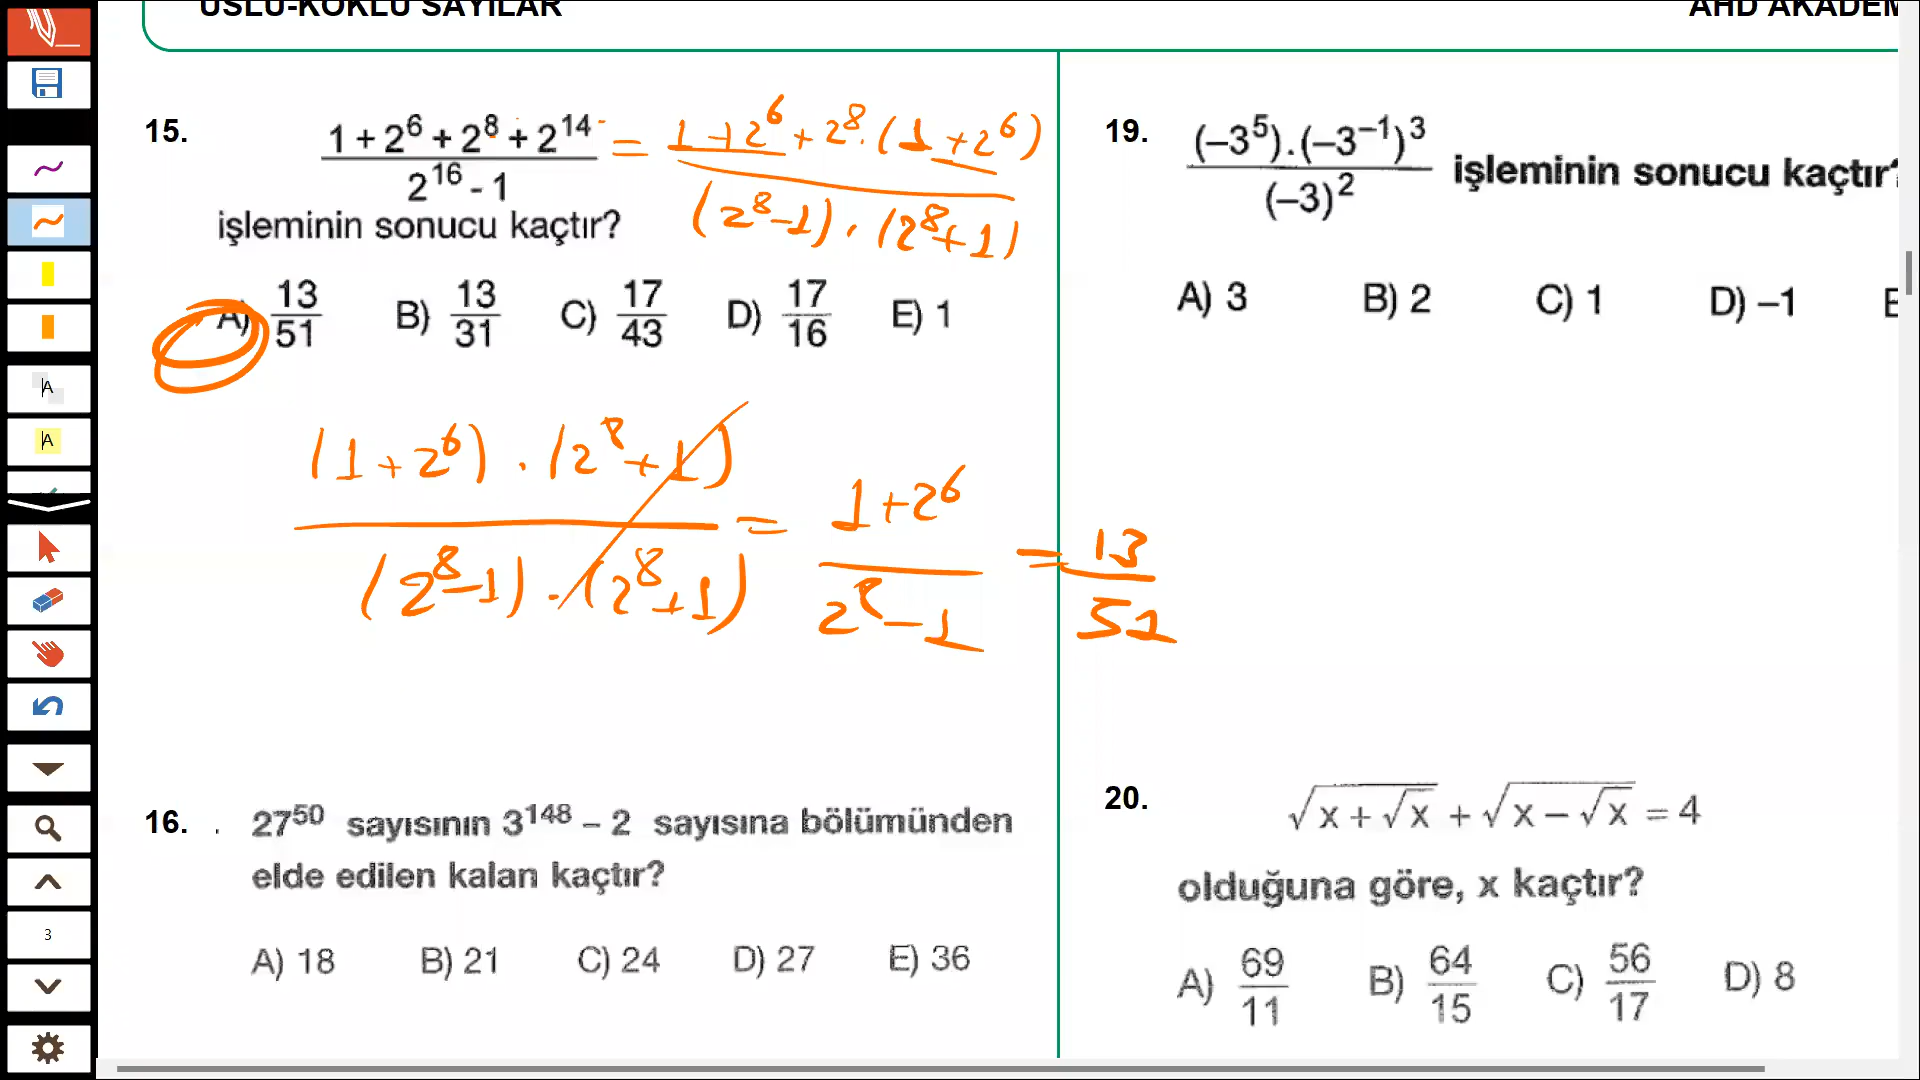 USLU-KOKLU SAYILAR
AHD AKADEM
15.
1 + 2^6 + 2^8 + 2^14 / 2^16 - 1 = 1 + 2^6 + 2^8 . (1 + 2^6) / (2^8 - 1) . (2^8 + 1)
işleminin sonucu kaçtır?
A) 13/51 B) 13/31 C) 17/43 D) 17/16 E) 1
(1 + 2^6) . (2^8 + 1) / (2^8 - 1) . (2^8 + 1) = 1 + 2^6 / 2^8 - 1 = 13 / 51
16. 27^50 sayısının 3^148 – 2 sayısına bölümünden
elde edilen kalan kaçtır?
A) 18 B) 21 C) 24 D) 27 E) 36
19. (–3^5).(–3^–1)^3 / (–3)^2 işleminin sonucu kaçtır?
A) 3 B) 2 C) 1 D) –1 E
20. √(x + √x) + √(x – √x) = 4
olduğuna göre, x kaçtır?
A) 69/11 B) 64/15 C) 56/17 D) 8
A
A
3